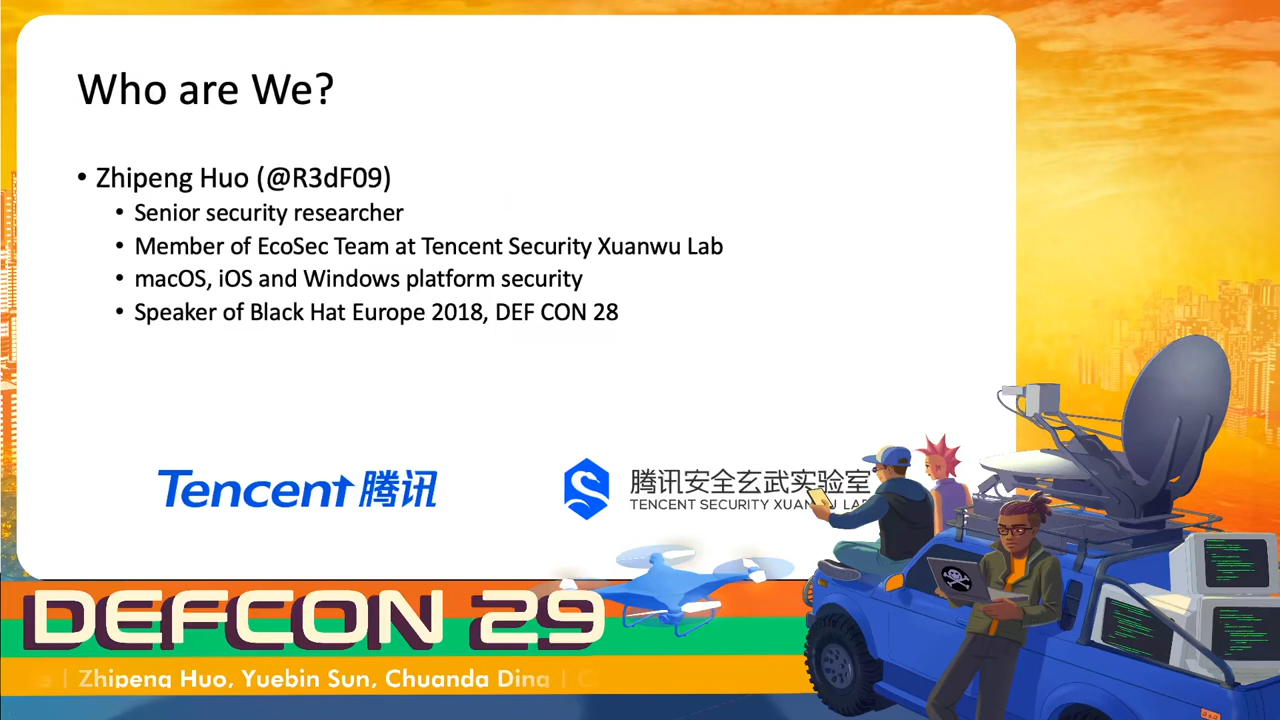 Who are We?
• Zhipeng Huo (@R3dF09)
• Senior security researcher
• Member of EcoSec Team at Tencent Security Xuanwu Lab
• macOS, iOS and Windows platform security
• Speaker of Black Hat Europe 2018, DEF CON 28
Tencent 腾讯
腾讯安全玄武实验室
TENCENT SECURITY
DEFCON 29
| Zhipeng Huo, Yuebin Sun, Chuanda Ding |